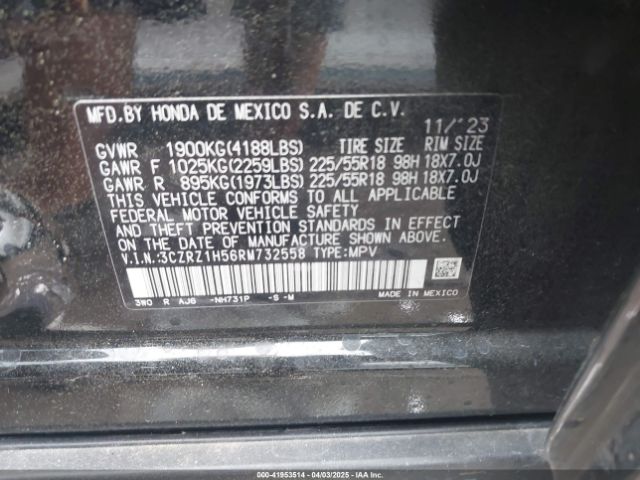 MFD.BY HONDA DE MEXICO S.A. DE C.V.
11/'23
GVWR 1900KG(4188LBS) TIRE SIZE RIM SIZE
GAWR F 1025KG(2259LBS) 225/55R18 98H 18X7.0J
GAWR R 895KG(1973LBS) 225/55R18 98H 18X7.0J
THIS VEHICLE CONFORMS TO ALL APPLICABLE
FEDERAL MOTOR VEHICLE SAFETY
AND THEFT PREVENTION STANDARDS IN EFFECT
ON THE DATE OF MANUFACTURE SHOWN ABOVE.
V.I.N.:3CZRZ1H56RM732558 TYPE:MPV
3W0 R AJ6 -NH731P -S -M
MADE IN MEXICO
000-41953514 - 04/03/2025 - IAAI.com